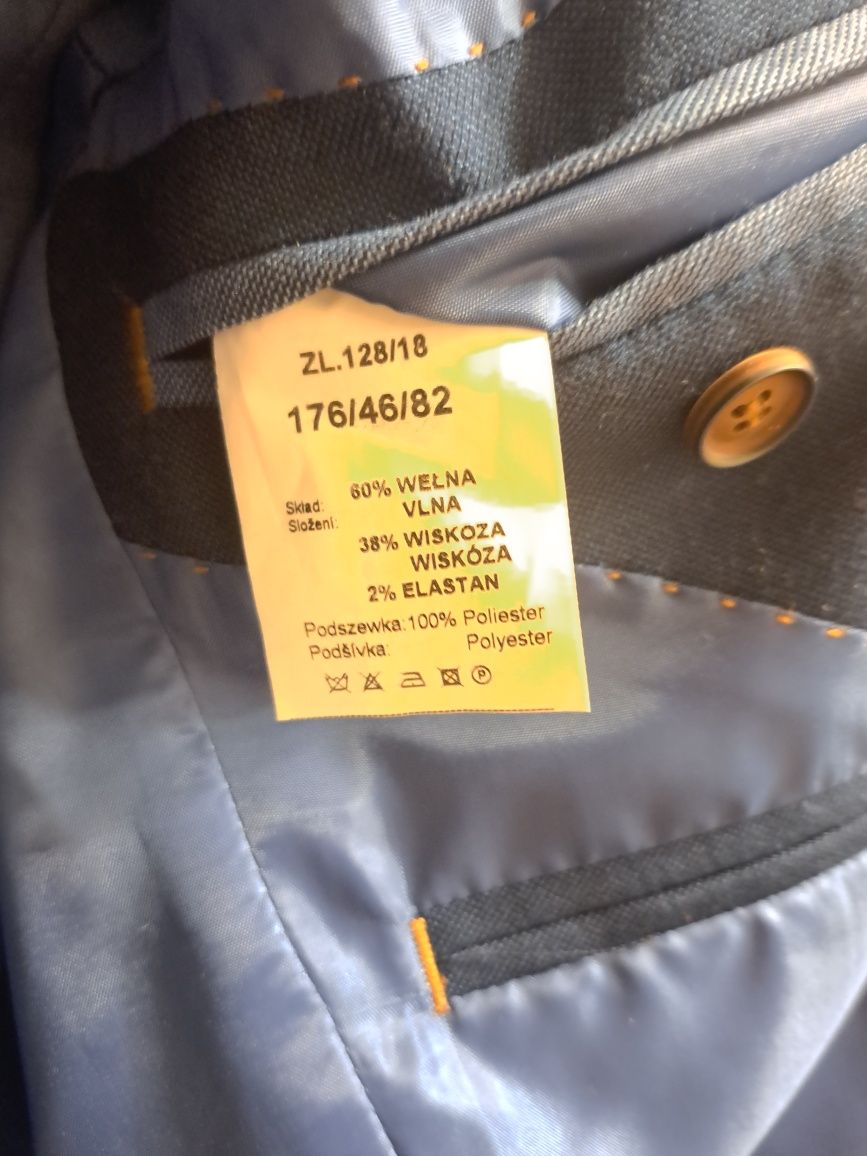 ZL.128/18
176/46/82
Skład: 60% WEŁNA
Složení: VLNA
38% WISKOZA
WISKÓZA
2% ELASTAN
Podszewka: 100% Poliester
Podšívka: Polyester
P